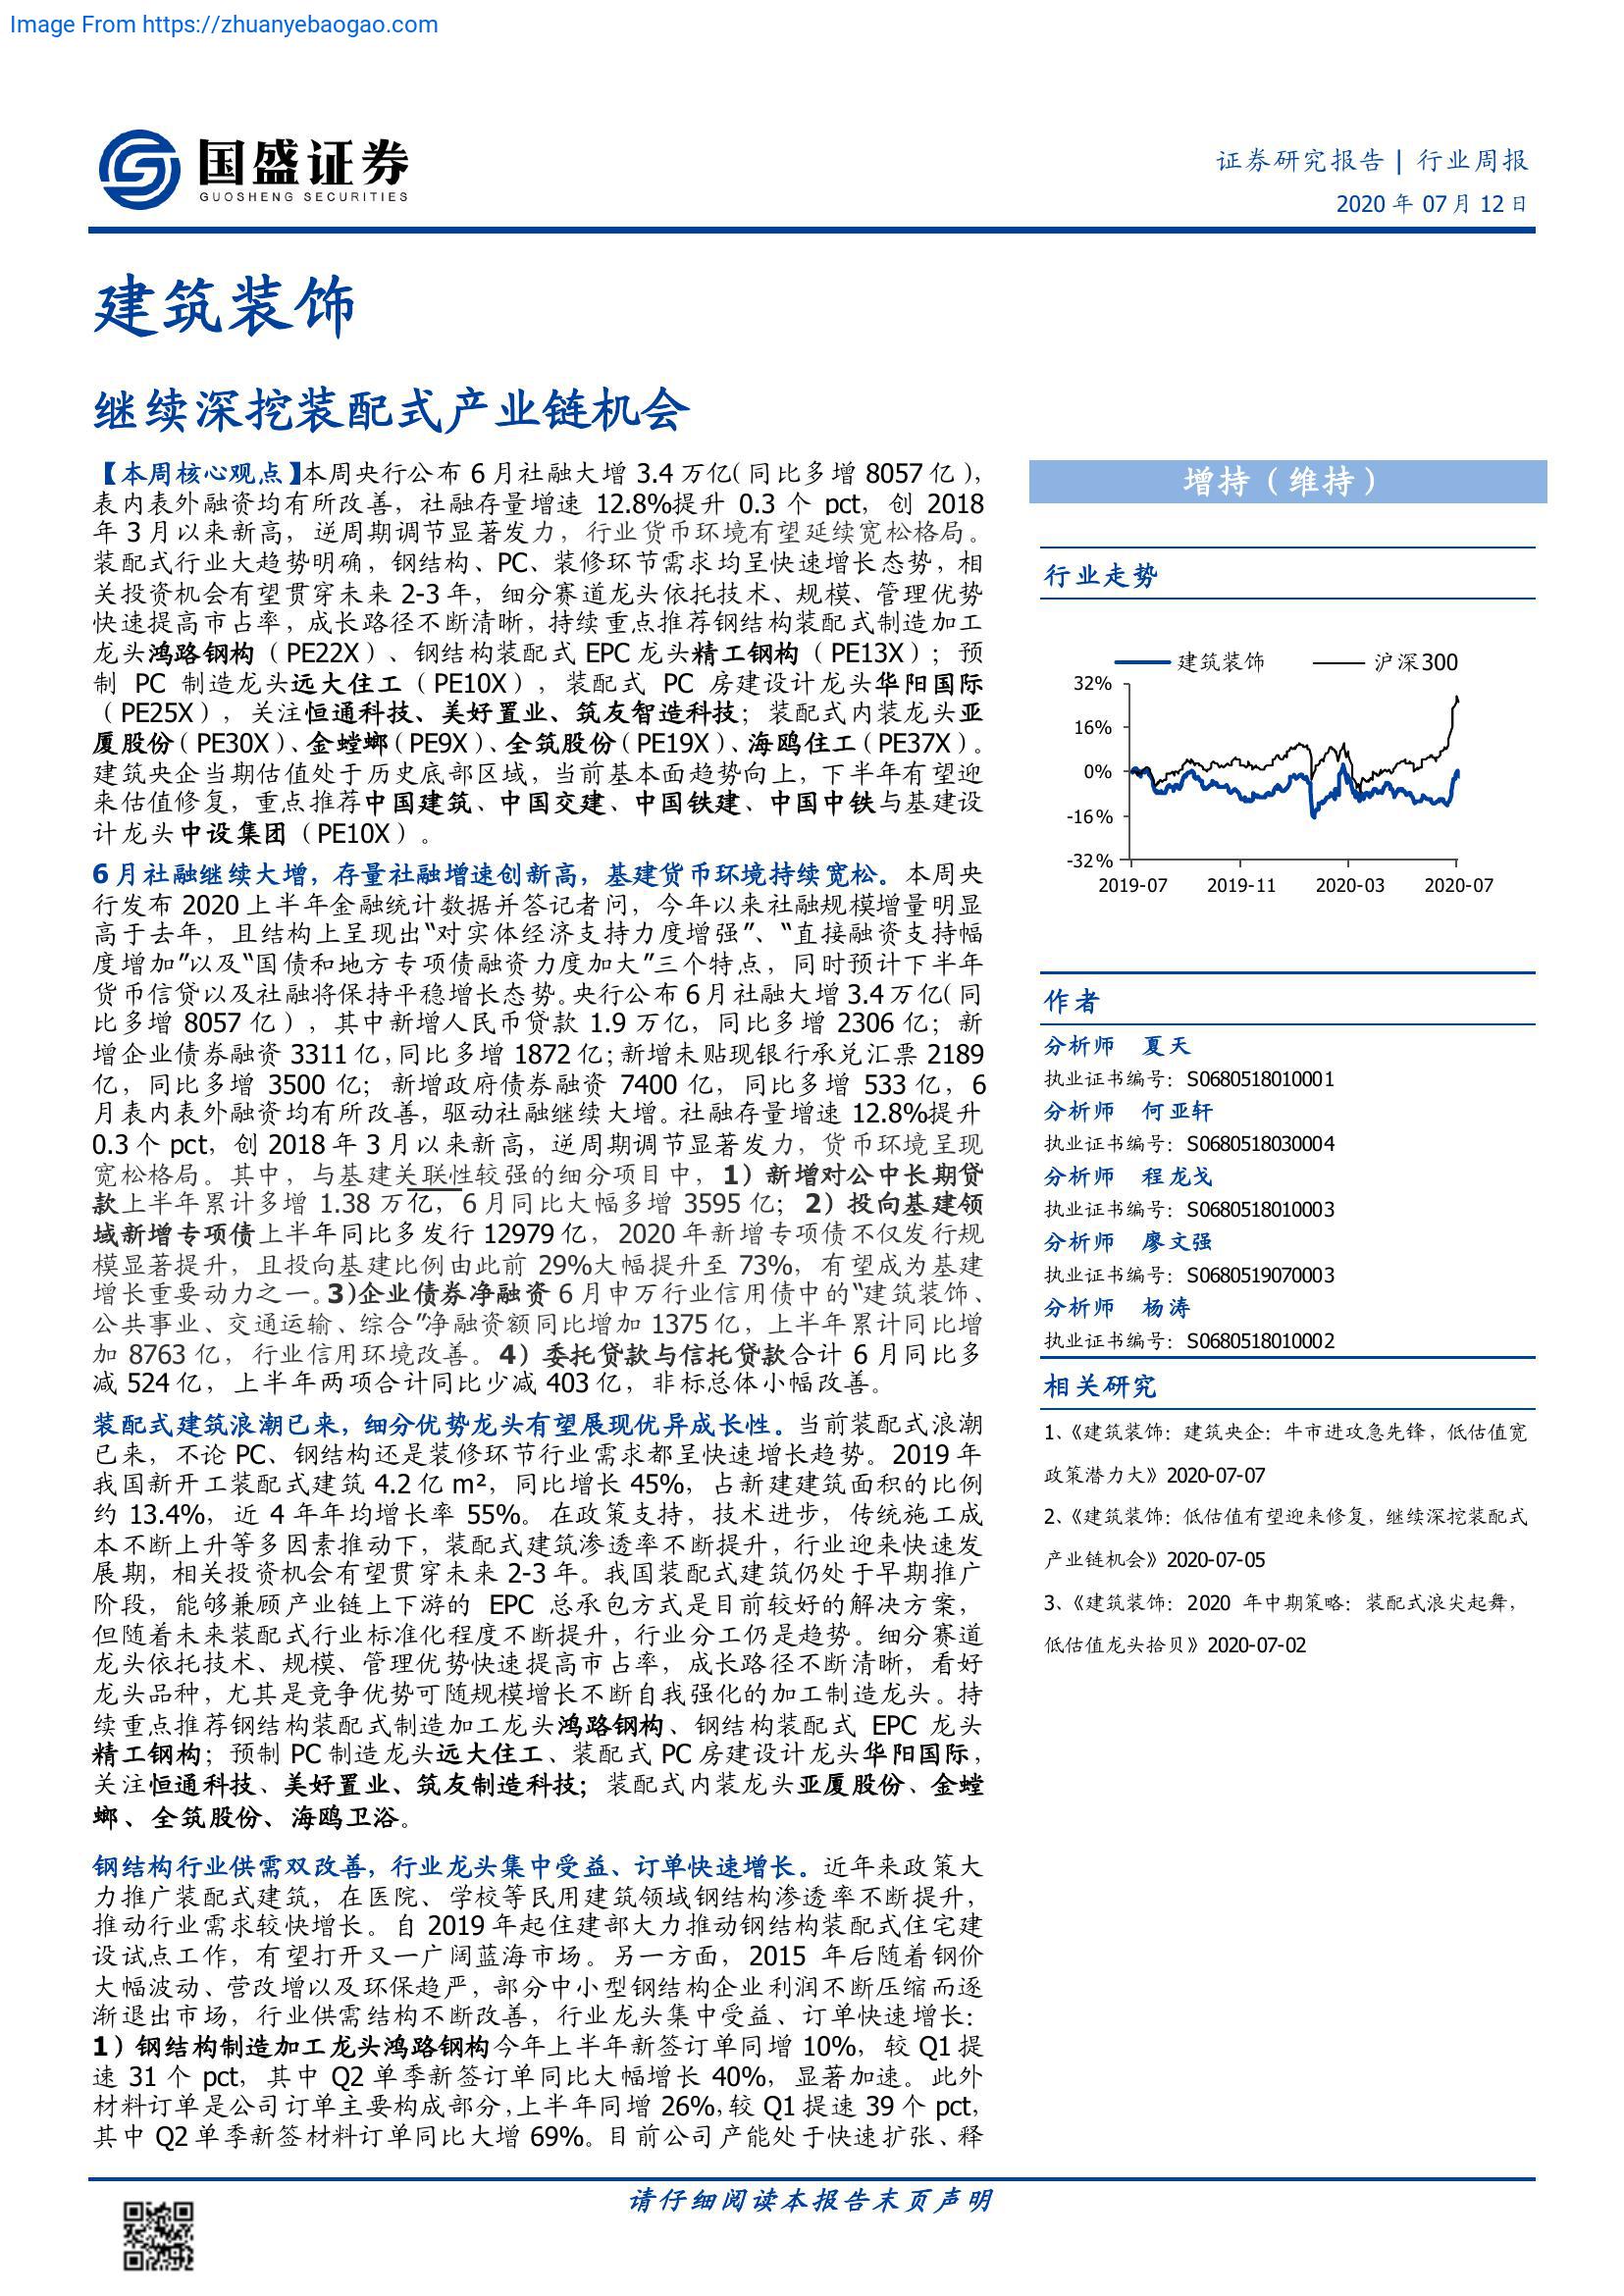 Image From https://zhuanyebaogao.com
国盛证券
GUOSHENG SECURITIES
证券研究报告 | 行业周报
2020 年 07月 12日
建筑装饰
继续深挖装配式产业链机会
【本周核心观点】本周央行公布 6 月社融大增 3.4 万亿(同比多增 8057 亿),
表内表外融资均有所改善，社融存量增速 12.8%提升 0.3 个 pct，创 2018
年 3 月以来新高，逆周期调节显著发力，行业货币环境有望延续宽松格局。
装配式行业大趋势明确，钢结构、PC、装修环节需求均呈快速增长态势，相
关投资机会有望贯穿未来 2-3 年，细分赛道龙头依托技术、规模、管理优势
快速提高市占率，成长路径不断清晰，持续重点推荐钢结构装配式制造加工
龙头鸿路钢构（PE22X）、钢结构装配式 EPC 龙头精工钢构（PE13X）；预
制 PC 制造龙头远大住工（PE10X），装配式 PC 房建设计龙头华阳国际
（PE25X），关注恒通科技、美好置业、筑友智造科技；装配式内装龙头亚
厦股份（PE30X）、金螳螂（PE9X）、全筑股份（PE19X）、海鸥住工（PE37X）。
建筑央企当期估值处于历史底部区域，当前基本面趋势向上，下半年有望迎
来估值修复，重点推荐中国建筑、中国交建、中国铁建、中国中铁与基建设
计龙头中设集团（PE10X）。
6 月社融继续大增，存量社融增速创新高，基建货币环境持续宽松。本周央
行发布 2020 上半年金融统计数据并答记者问，今年以来社融规模增量明显
高于去年，且结构上呈现出“对实体经济支持力度增强”、“直接融资支持幅
度增加”以及“国债和地方专项债融资力度加大”三个特点，同时预计下半年
货币信贷以及社融将保持平稳增长态势。央行公布 6 月社融大增 3.4 万亿(同
比多增 8057 亿），其中新增人民币贷款 1.9 万亿，同比多增 2306 亿；新
增企业债券融资 3311 亿,同比多增 1872 亿;新增未贴现银行承兑汇票 2189
亿，同比多增 3500 亿；新增政府债券融资 7400 亿，同比多增 533 亿，6
月表内表外融资均有所改善，驱动社融继续大增。社融存量增速 12.8%提升
0.3 个 pct，创 2018 年 3 月以来新高，逆周期调节显著发力，货币环境呈现
宽松格局。其中，与基建关联性较强的细分项目中，1）新增对公中长期贷
款上半年累计多增 1.38 万亿，6 月同比大幅多增 3595 亿；2）投向基建领
域新增专项债上半年同比多发行 12979 亿，2020 年新增专项债不仅发行规
模显著提升，且投向基建比例由此前 29%大幅提升至 73%，有望成为基建
增长重要动力之一。3)企业债券净融资 6 月申万行业信用债中的“建筑装饰、
公共事业、交通运输、综合”净融资额同比增加 1375 亿，上半年累计同比增
加 8763 亿，行业信用环境改善。4）委托贷款与信托贷款合计 6 月同比多
减 524 亿，上半年两项合计同比少减 403 亿，非标总体小幅改善。
装配式建筑浪潮已来，细分优势龙头有望展现优异成长性。当前装配式浪潮
已来，不论 PC、钢结构还是装修环节行业需求都呈快速增长趋势。2019 年
我国新开工装配式建筑 4.2 亿 m²，同比增长 45%，占新建建筑面积的比例
约 13.4%，近 4 年年均增长率 55%。在政策支持，技术进步，传统施工成
本不断上升等多因素推动下，装配式建筑渗透率不断提升，行业迎来快速发
展期，相关投资机会有望贯穿未来 2-3 年。我国装配式建筑仍处于早期推广
阶段，能够兼顾产业链上下游的 EPC 总承包方式是目前较好的解决方案，
但随着未来装配式行业标准化程度不断提升，行业分工仍是趋势。细分赛道
龙头依托技术、规模、管理优势快速提高市占率，成长路径不断清晰，看好
龙头品种，尤其是竞争优势可随规模增长不断自我强化的加工制造龙头。持
续重点推荐钢结构装配式制造加工龙头鸿路钢构、钢结构装配式 EPC 龙头
精工钢构；预制 PC 制造龙头远大住工、装配式 PC 房建设计龙头华阳国际，
关注恒通科技、美好置业、筑友制造科技；装配式内装龙头亚厦股份、金螳
螂、全筑股份、海鸥卫浴。
钢结构行业供需双改善，行业龙头集中受益、订单快速增长。近年来政策大
力推广装配式建筑，在医院、学校等民用建筑领域钢结构渗透率不断提升，
推动行业需求较快增长。自 2019 年起住建部大力推动钢结构装配式住宅建
设试点工作，有望打开又一广阔蓝海市场。另一方面，2015 年后随着钢价
大幅波动、营改增以及环保趋严，部分中小型钢结构企业利润不断压缩而逐
渐退出市场，行业供需结构不断改善，行业龙头集中受益、订单快速增长：
1）钢结构制造加工龙头鸿路钢构今年上半年新签订单同增 10%，较 Q1 提
速 31 个 pct，其中 Q2 单季新签订单同比大幅增长 40%，显著加速。此外
材料订单是公司订单主要构成部分,上半年同增 26%,较 Q1 提速 39 个 pct,
其中 Q2 单季新签材料订单同比大增 69%。目前公司产能处于快速扩张、释
增持（维持）
行业走势
建筑装饰
沪深300
32%
16%
0%
-16%
-32%
2019-07
2019-11
2020-03
2020-07
作者
分析师 夏天
执业证书编号：S0680518010001
分析师 何亚轩
执业证书编号：S0680518030004
分析师 程龙戈
执业证书编号：S0680518010003
分析师 廖文强
执业证书编号：S0680519070003
分析师 杨涛
执业证书编号：S0680518010002
相关研究
1、《建筑装饰：建筑央企：牛市进攻急先锋，低估值宽
政策潜力大》2020-07-07
2、《建筑装饰：低估值有望迎来修复，继续深挖装配式
产业链机会》2020-07-05
3、《建筑装饰：2020 年中期策略：装配式浪尖起舞，
低估值龙头拾贝》2020-07-02
请仔细阅读本报告末页声明